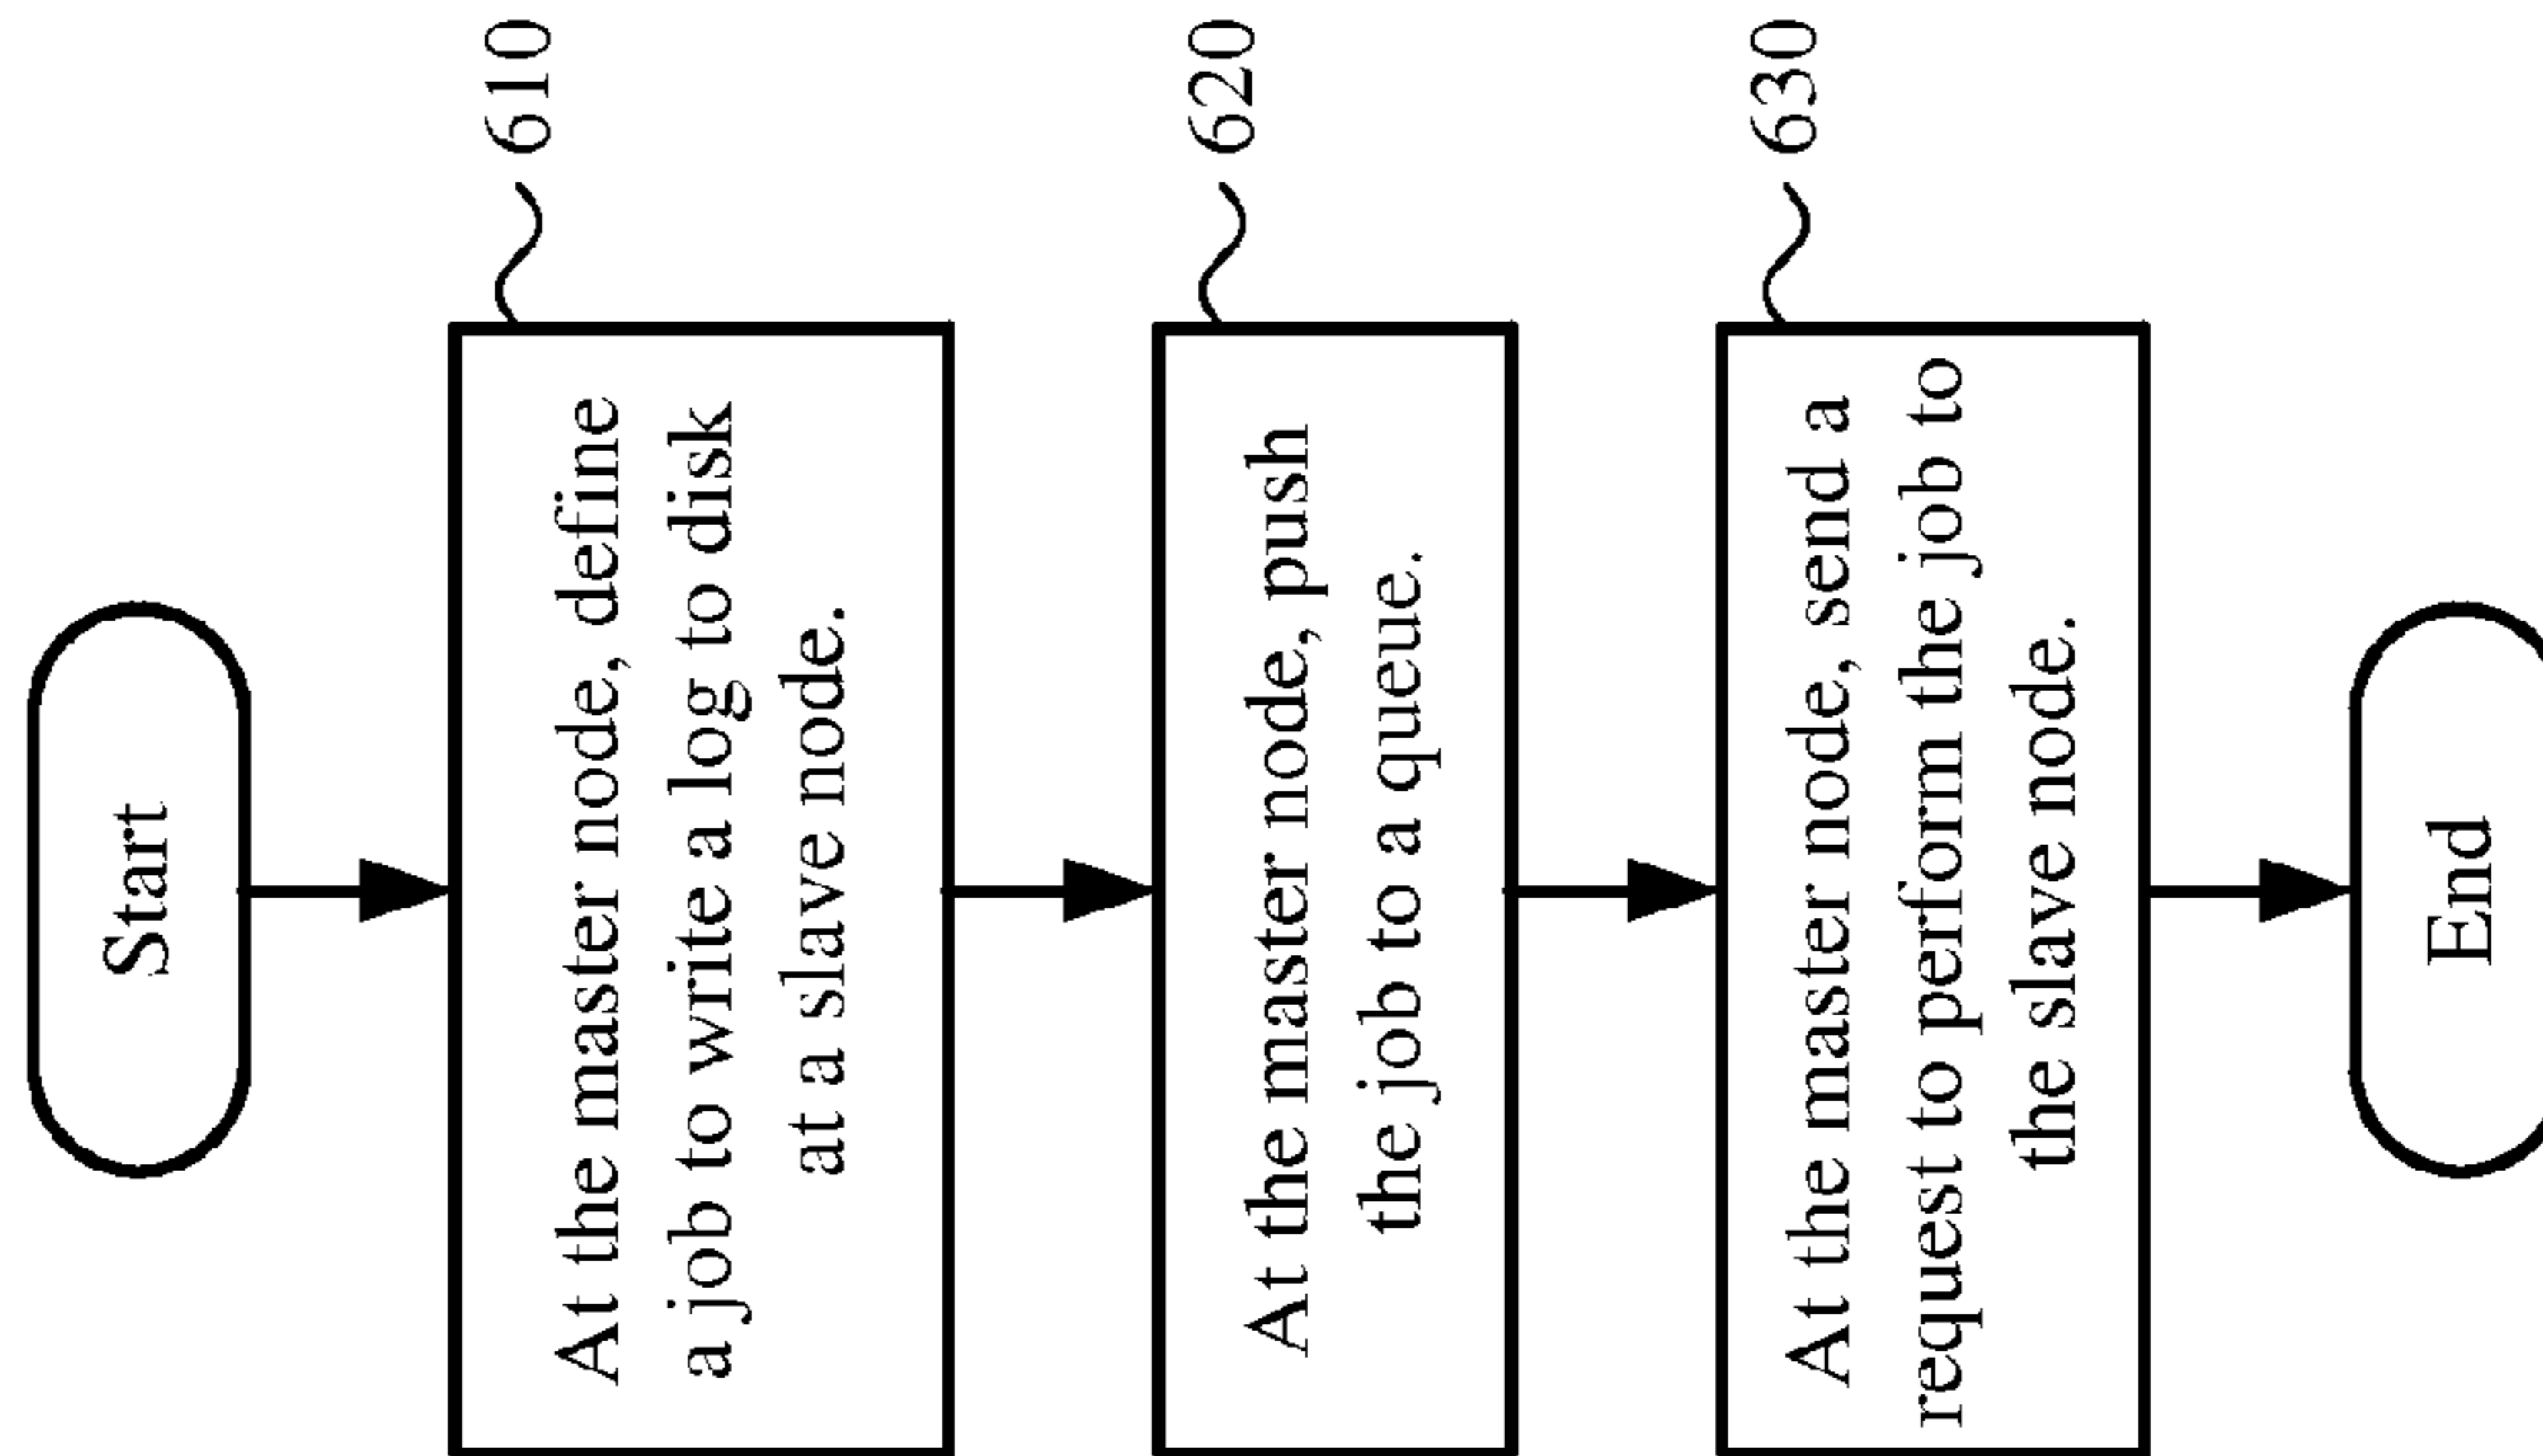 Start
610
At the master node, define
a job to write a log to disk
at a slave node.
620
At the master node, push
the job to a queue.
630
At the master node, send a
request to perform the job to
the slave node.
End